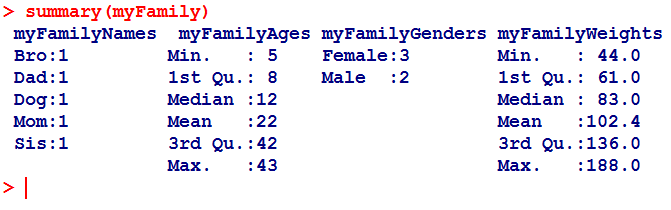 > summary(myFamily)
 myFamilyNames  myFamilyAges myFamilyGenders myFamilyWeights
 Bro:1         Min.   : 5   Female:3        Min.   : 44.0
 Dad:1         1st Qu.: 8   Male  :2        1st Qu.: 61.0
 Dog:1         Median :12                   Median : 83.0
 Mom:1         Mean   :22                   Mean   :102.4
 Sis:1         3rd Qu.:42                   3rd Qu.:136.0
               Max.   :43                   Max.   :188.0
>